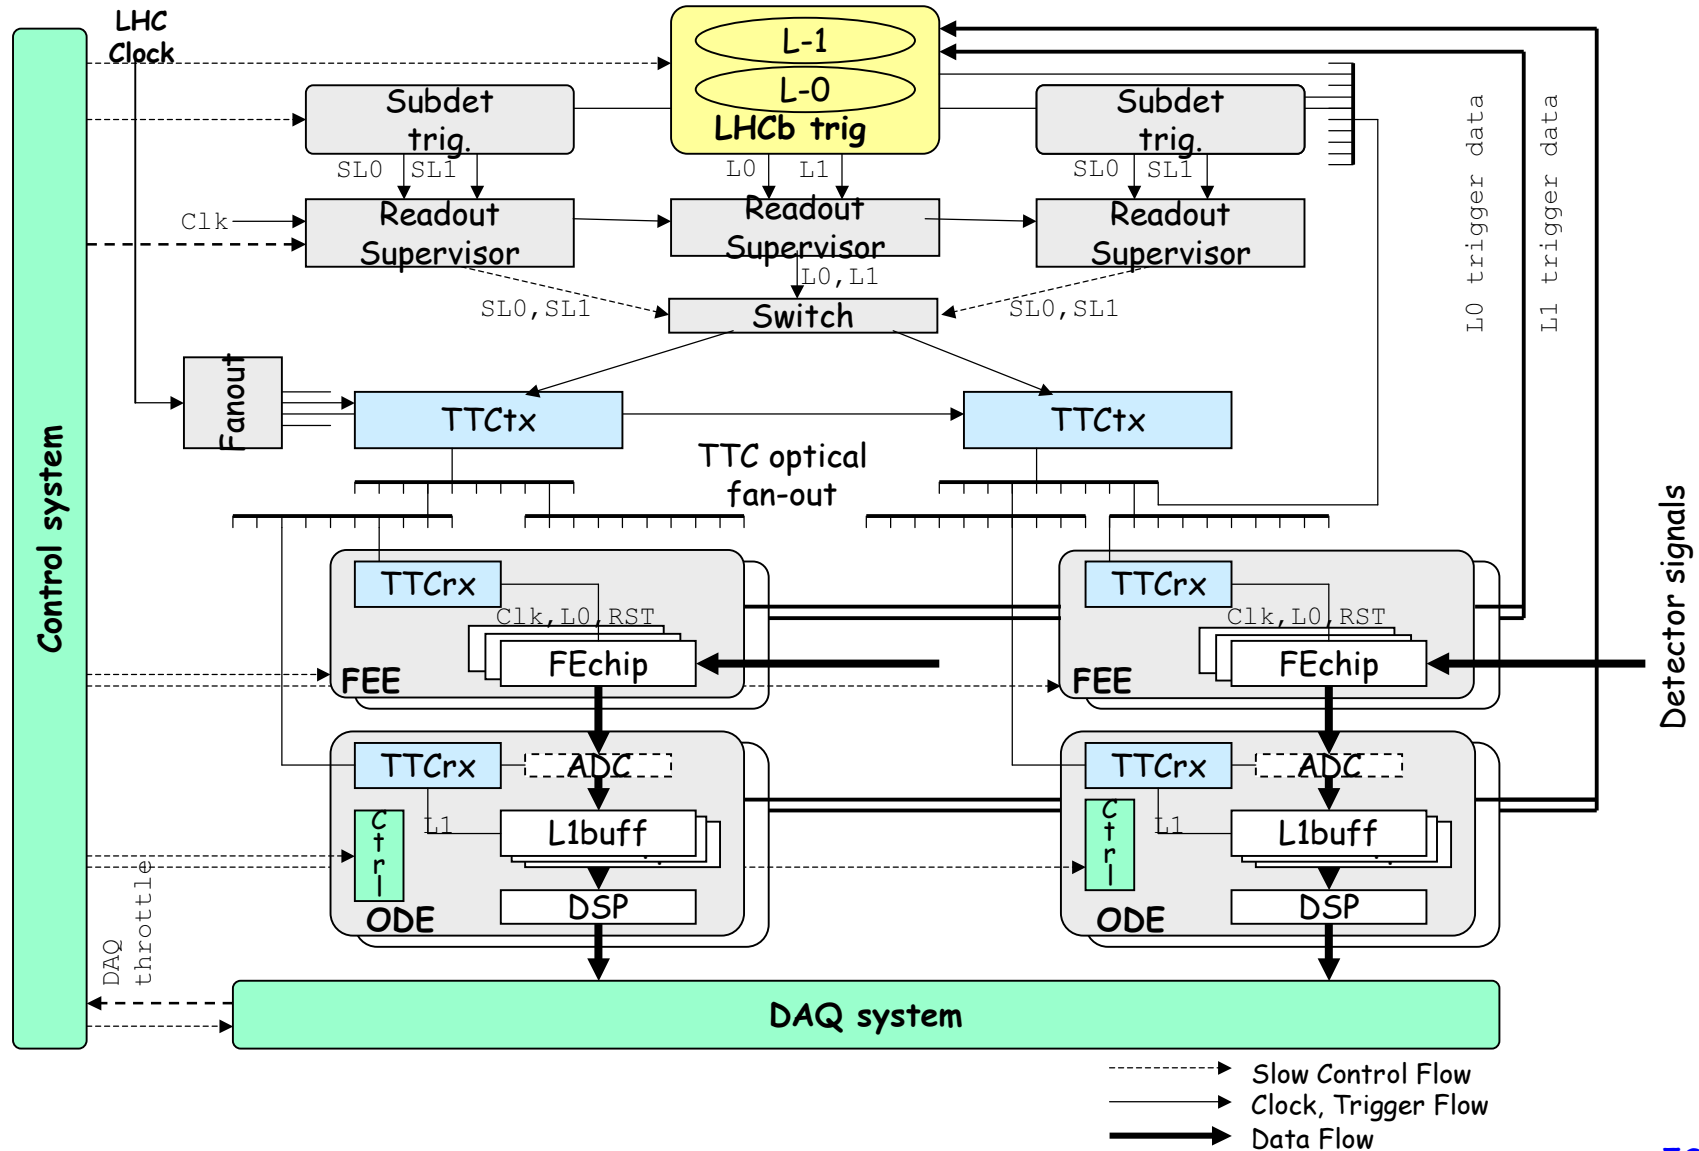 LHC
Clock
L-1
L-0
LHCb trig
Subdet
trig.
Subdet
trig.
SL0
SL1
L0
L1
SL0
SL1
Clk
Readout
Supervisor
Readout
Supervisor
Readout
Supervisor
L0,L1
SL0,SL1
SL0,SL1
Switch
L0 trigger data
L1 trigger data
Fanout
TTCtx
TTCtx
TTC optical
fan-out
Control system
Detector signals
TTCrx
Clk,L0,RST
FEchip
FEE
TTCrx
Clk,L0,RST
FEchip
FEE
TTCrx
ADC
Ctrl
L1
L1buff
DSP
ODE
TTCrx
ADC
Ctrl
L1
L1buff
DSP
ODE
DAQ
throttle
DAQ system
Slow Control Flow
Clock, Trigger Flow
Data Flow